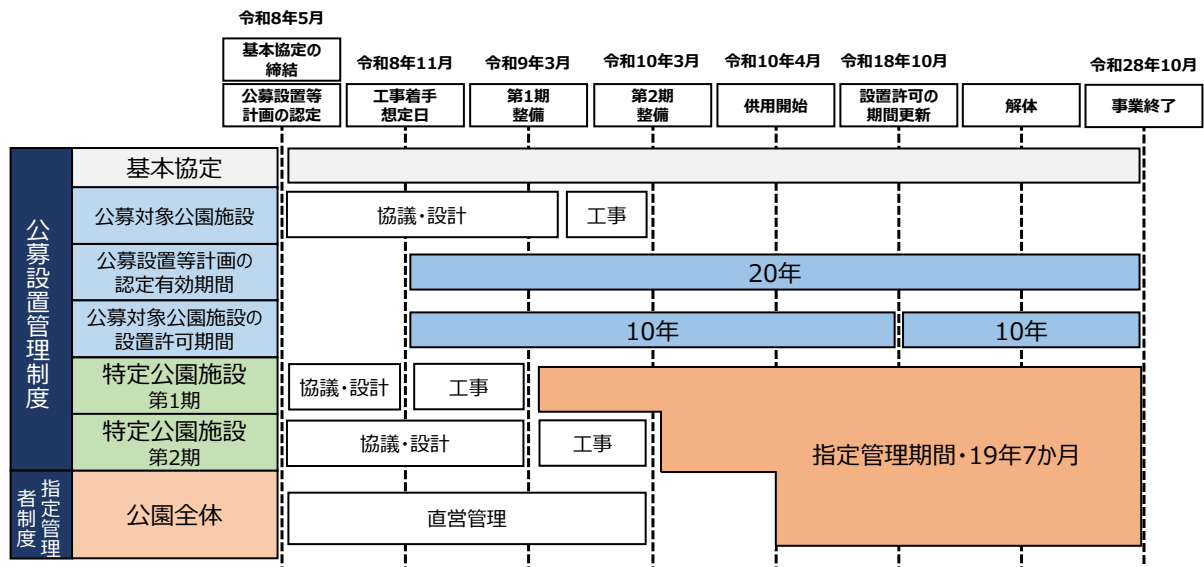 令和8年5月
基本協定の
締結
公募設置等
計画の認定
令和8年11月
工事着手
想定日
令和9年3月
第1期
整備
令和10年3月
第2期
整備
令和10年4月
供用開始
令和18年10月
設置許可の
期間更新
解体
令和28年10月
事業終了
公募設置管理制度
基本協定
公募対象公園施設
協議・設計
工事
公募設置等計画の
認定有効期間
20年
公募対象公園施設の
設置許可期間
10年
10年
特定公園施設
第1期
協議・設計
工事
特定公園施設
第2期
協議・設計
工事
指定管理期間・19年7か月
指定管理
者制度
公園全体
直営管理